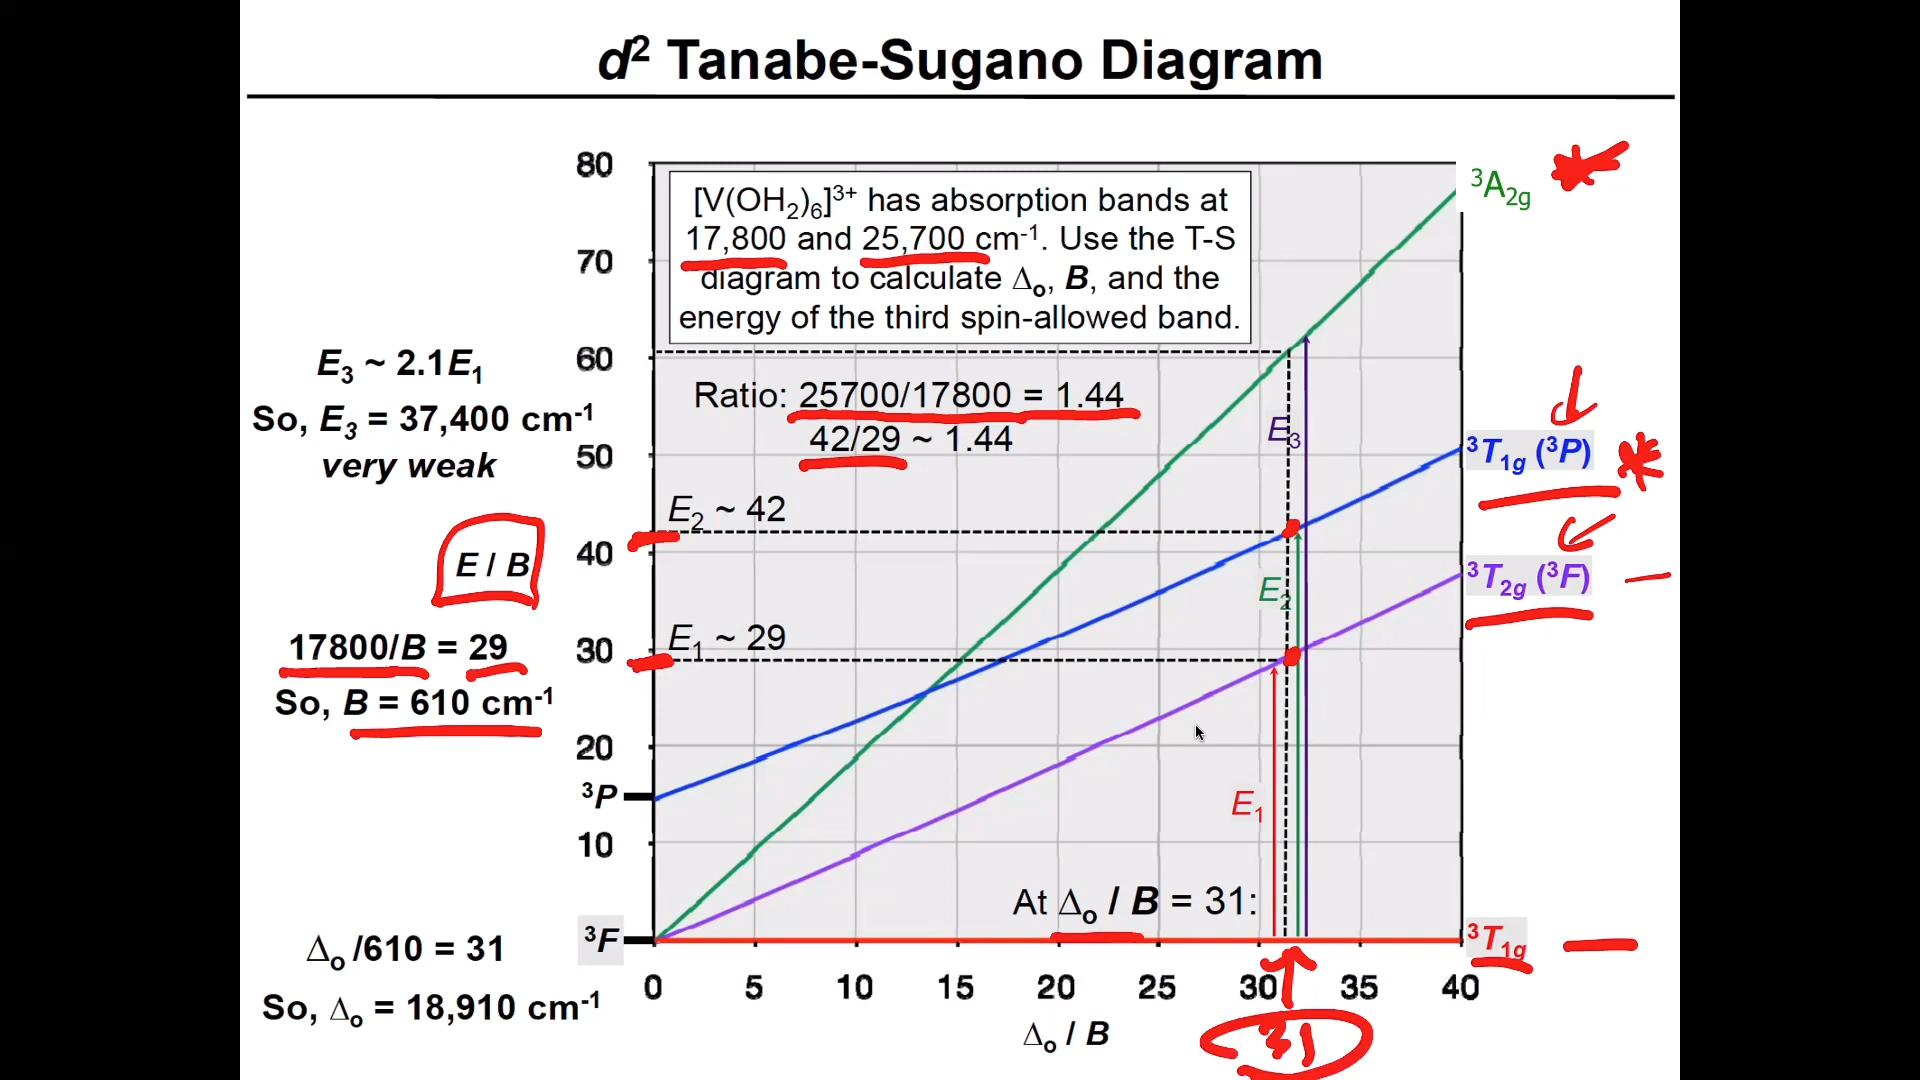 d² Tanabe-Sugano Diagram
[V(OH₂)₆]³⁺ has absorption bands at
17,800 and 25,700 cm⁻¹. Use the T-S
diagram to calculate Δₒ, B, and the
energy of the third spin-allowed band.
Ratio: 25700/17800 = 1.44
42/29 ~ 1.44
E₃ ~ 2.1E₁
So, E₃ = 37,400 cm⁻¹
very weak
E / B
17800/B = 29
So, B = 610 cm⁻¹
Δₒ /610 = 31
So, Δₒ = 18,910 cm⁻¹
80
70
60
50
40
30
20
³P
10
³F
E₂ ~ 42
E₁ ~ 29
E₃
E₂
E₁
At Δₒ / B = 31:
³A₂g
³T₁g (³P)
³T₂g (³F)
³T₁g
0 5 10 15 20 25 30 35 40
Δₒ / B
31